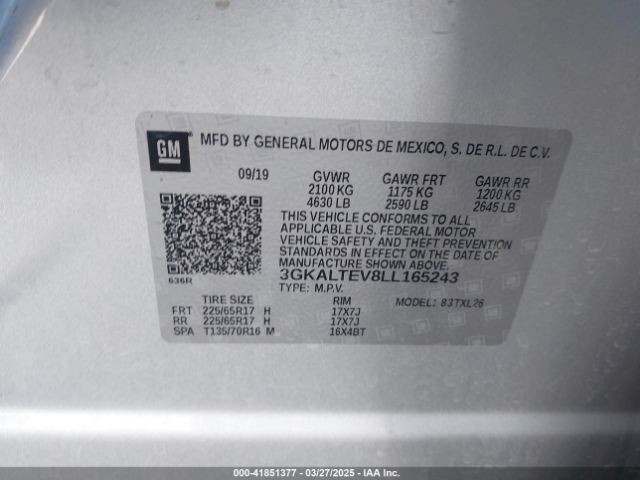 GM
MFD BY GENERAL MOTORS DE MEXICO, S. DE R.L. DE C.V.
09/19 GVWR GAWR FRT GAWR RR
2100 KG 1175 KG 1200 KG
4630 LB 2590 LB 2645 LB
THIS VEHICLE CONFORMS TO ALL
APPLICABLE U.S. FEDERAL MOTOR
VEHICLE SAFETY AND THEFT PREVENTION
STANDARDS IN EFFECT ON THE DATE OF
MANUFACTURE SHOWN ABOVE.
3GKALTEV8LL165243
636R
TYPE: M.P.V.
MODEL: 83TXL26
TIRE SIZE RIM
FRT 225/65R17 H 17X7J
RR 225/65R17 H 17X7J
SPA T135/70R16 M 16X4BT
00-41851377 - 03/27/2025 - IAA Inc.